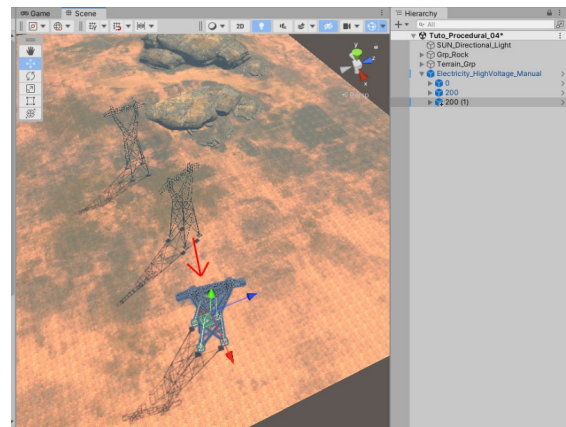 Game
Scene
2D
Persp
Hierarchy
All
Tuto_Procedural_04*
SUN_Directional_Light
Grp_Rock
Terrain_Grp
Electricity_HighVoltage_Manual
0
200
200 (1)